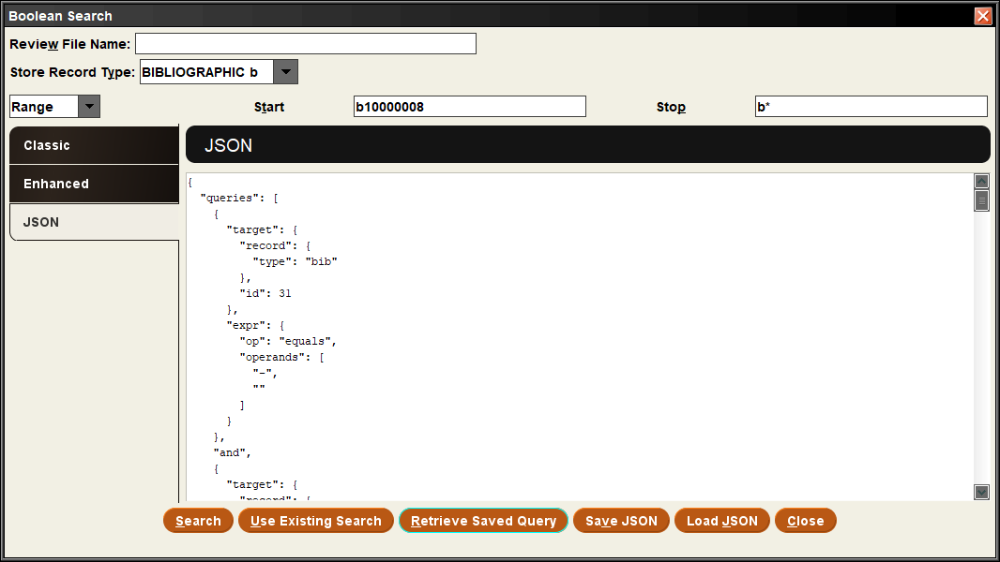 Boolean Search
Review File Name:
Store Record Type: BIBLIOGRAPHIC b
Range Start b10000008 Stop b*
Classic
Enhanced
JSON
JSON
{
  "queries": [
    {
      "target": {
        "record": {
          "type": "bib"
        },
        "id": 31
      },
      "expr": {
        "op": "equals",
        "operands": [
          "-",
          ""
        ]
      }
    },
    "and",
    {
      "target": {
        "record": {
Search Use Existing Search Retrieve Saved Query Save JSON Load JSON Close